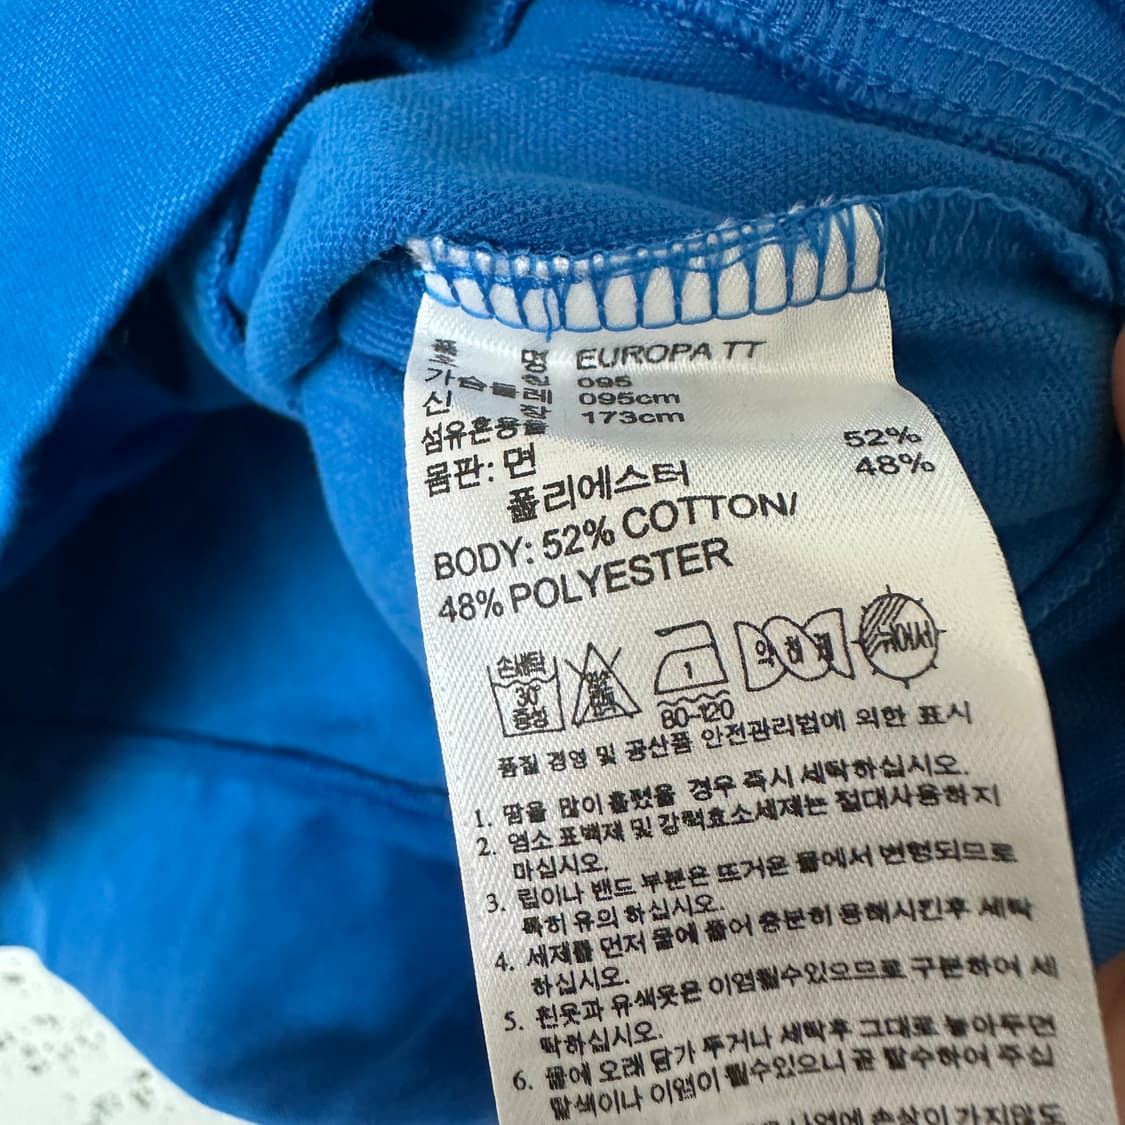 품 명 EUROPA TT
가슴둘레 095
095cm
신 장 173cm
섬유혼용율
몸판: 면 52%
폴리에스터 48%
BODY: 52% COTTON/
48% POLYESTER
손세탁 30° 중성
80~120
1
약하게
품질 경영 및 공산품 안전관리법에 의한 표시
1. 땀을 많이 흘렸을 경우 즉시 세탁하십시오.
2. 염소 표백제 및 강력효소세제는 절대사용하지
마십시오.
3. 립이나 밴드 부분은 뜨거운 물에서 변형되므로
특히 유의 하십시오.
4. 세제를 먼저 물에 풀어 충분히 용해시킨후 세탁
하십시오.
5. 흰옷과 유색옷은 이염될수있으므로 구분하여 세
탁하십시오.
6. 물에 오래 담가 두거나 세탁후 그대로 놓아두면
탈색이나 이염이 될수있으니 곧 탈수하여 주십
손상이 가지않도